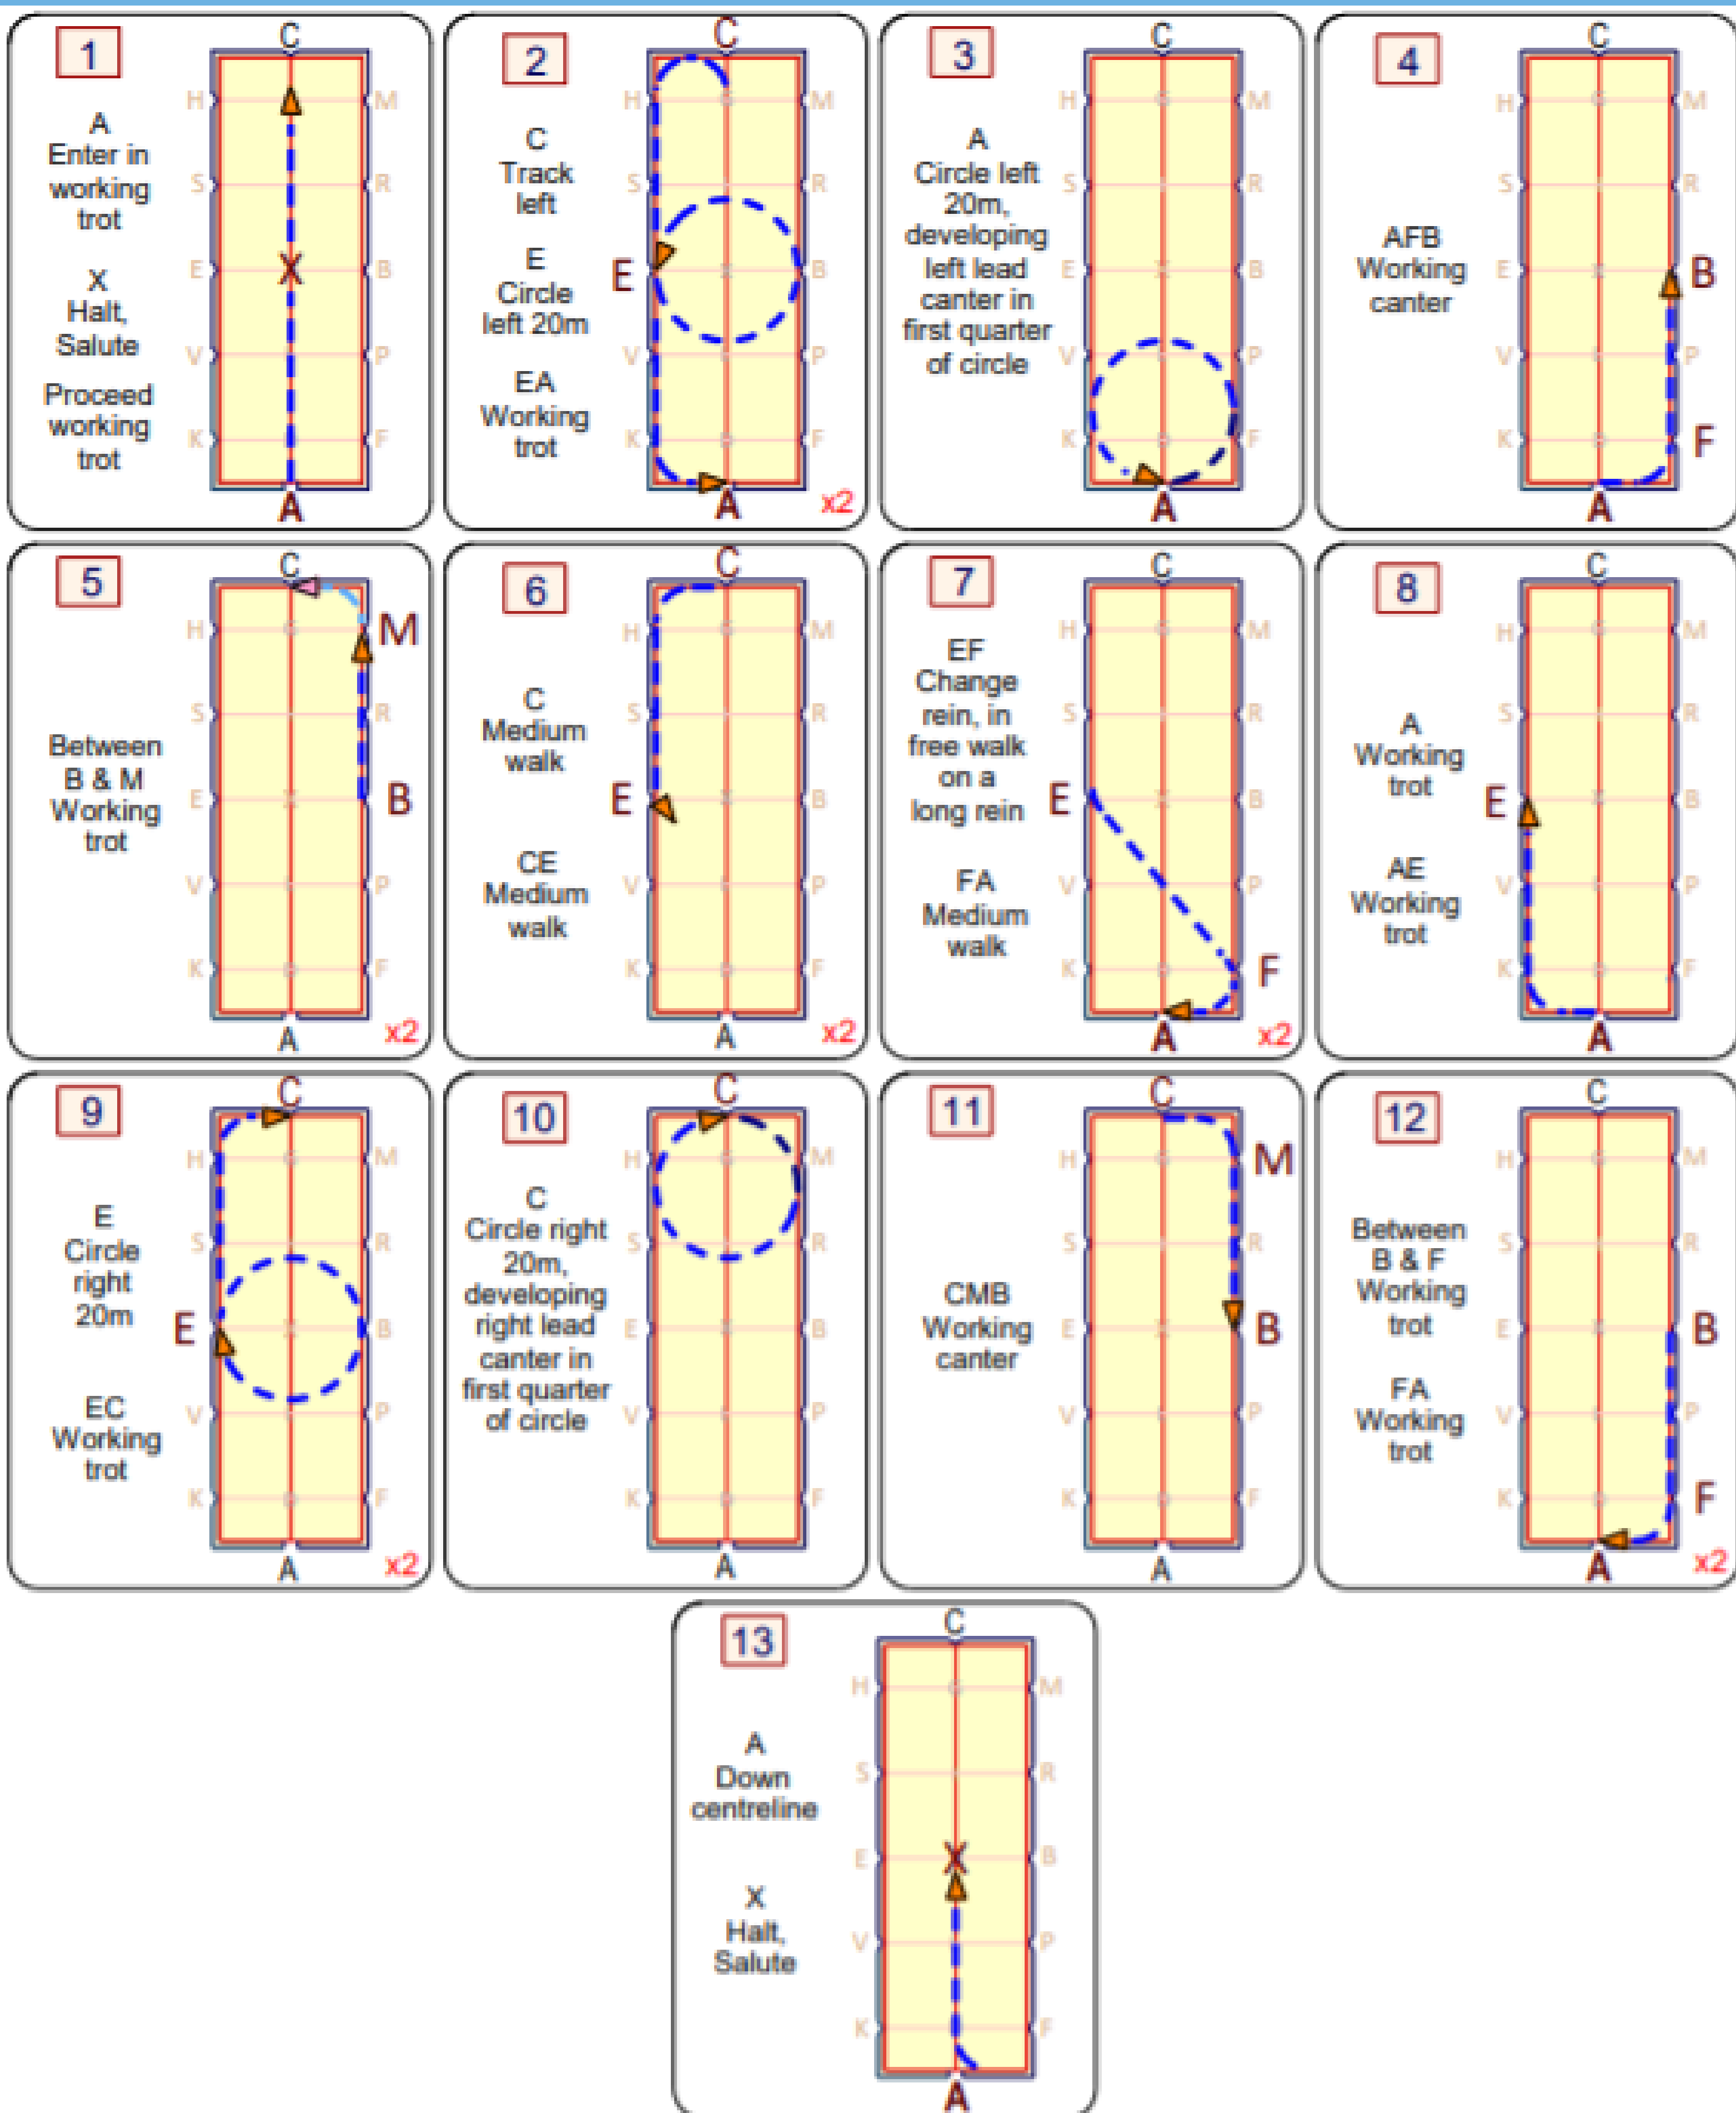 1
A
Enter in
working
trot
X
Halt,
Salute
Proceed
working
trot
C
H
M
S
R
E
X
B
V
P
K
F
A
2
C
Track
left
E
Circle
left 20m
EA
Working
trot
C
H
G
M
S
R
E
B
V
P
K
F
A
x2
3
A
Circle left
20m,
developing
left lead
canter in
first quarter
of circle
C
H
M
S
R
E
B
V
P
K
F
A
4
AFB
Working
canter
C
H
M
S
R
E
B
V
P
K
F
A
5
Between
B & M
Working
trot
C
H
G
M
S
R
E
B
V
P
K
F
A
x2
6
C
Medium
walk
CE
Medium
walk
C
H
G
M
S
R
E
B
V
P
K
F
A
x2
7
EF
Change
rein, in
free walk
on a
long rein
FA
Medium
walk
C
H
M
S
R
E
B
V
P
K
F
A
x2
8
A
Working
trot
AE
Working
trot
C
H
G
M
S
R
E
B
V
P
K
F
A
9
E
Circle
right
20m
EC
Working
trot
C
H
G
M
S
R
E
B
V
P
K
F
A
x2
10
C
Circle right
20m,
developing
right lead
canter in
first quarter
of circle
C
H
G
M
S
R
E
B
V
P
K
F
A
11
CMB
Working
canter
C
H
M
S
R
E
B
V
P
K
F
A
12
Between
B & F
Working
trot
FA
Working
trot
C
H
G
M
S
R
E
B
V
P
K
F
A
x2
13
A
Down
centreline
X
Halt,
Salute
C
H
G
M
S
R
E
X
B
V
P
K
F
A